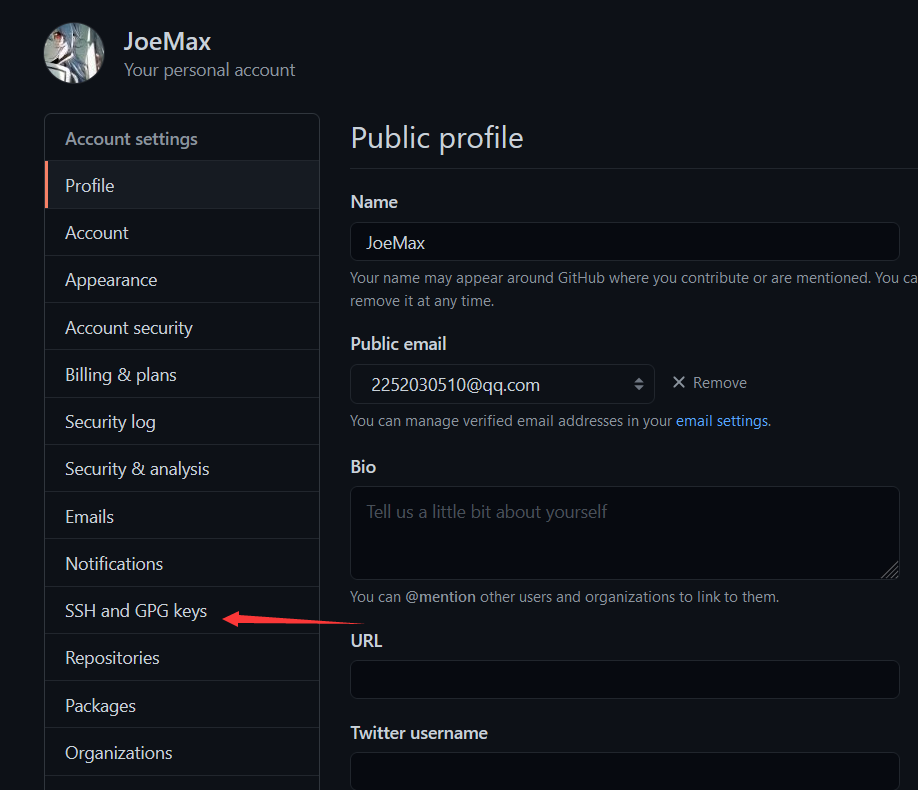 JoeMax
Your personal account
Account settings
Profile
Account
Appearance
Account security
Billing & plans
Security log
Security & analysis
Emails
Notifications
SSH and GPG keys
Repositories
Packages
Organizations
Public profile
Name
JoeMax
Your name may appear around GitHub where you contribute or are mentioned. You ca
remove it at any time.
Public email
2252030510@qq.com
Remove
You can manage verified email addresses in your email settings.
Bio
Tell us a little bit about yourself
You can @mention other users and organizations to link to them.
URL
Twitter username